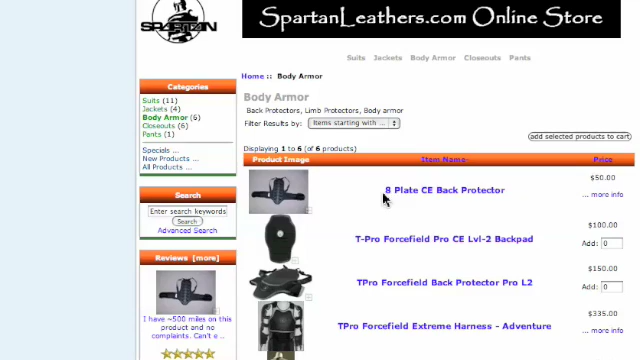 SPARTAN
SpartanLeathers.com Online Store
Suits Jackets Body Armor Closeouts Pants
Home :: Body Armor
Categories
Suits (11)
Jackets (4)
Body Armor (6)
Closeouts (6)
Pants (1)
Specials ...
New Products ...
All Products ...
Search
Enter search keywords
Search
Advanced Search
Reviews [more]
I have ~500 miles on this
product and no
complaints. Can't e ..
Body Armor
Back Protectors, Limb Protectors, Body armor
Filter Results by: Items starting with ...
add selected products to cart
Displaying 1 to 6 (of 6 products)
Product Image Item Name- Price
8 Plate CE Back Protector $50.00
... more info
T-Pro Forcefield Pro CE Lvl-2 Backpad $100.00
Add: 0
TPro Forcefield Back Protector Pro L2 $150.00
Add: 0
TPro Forcefield Extreme Harness - Adventure $335.00
... more info